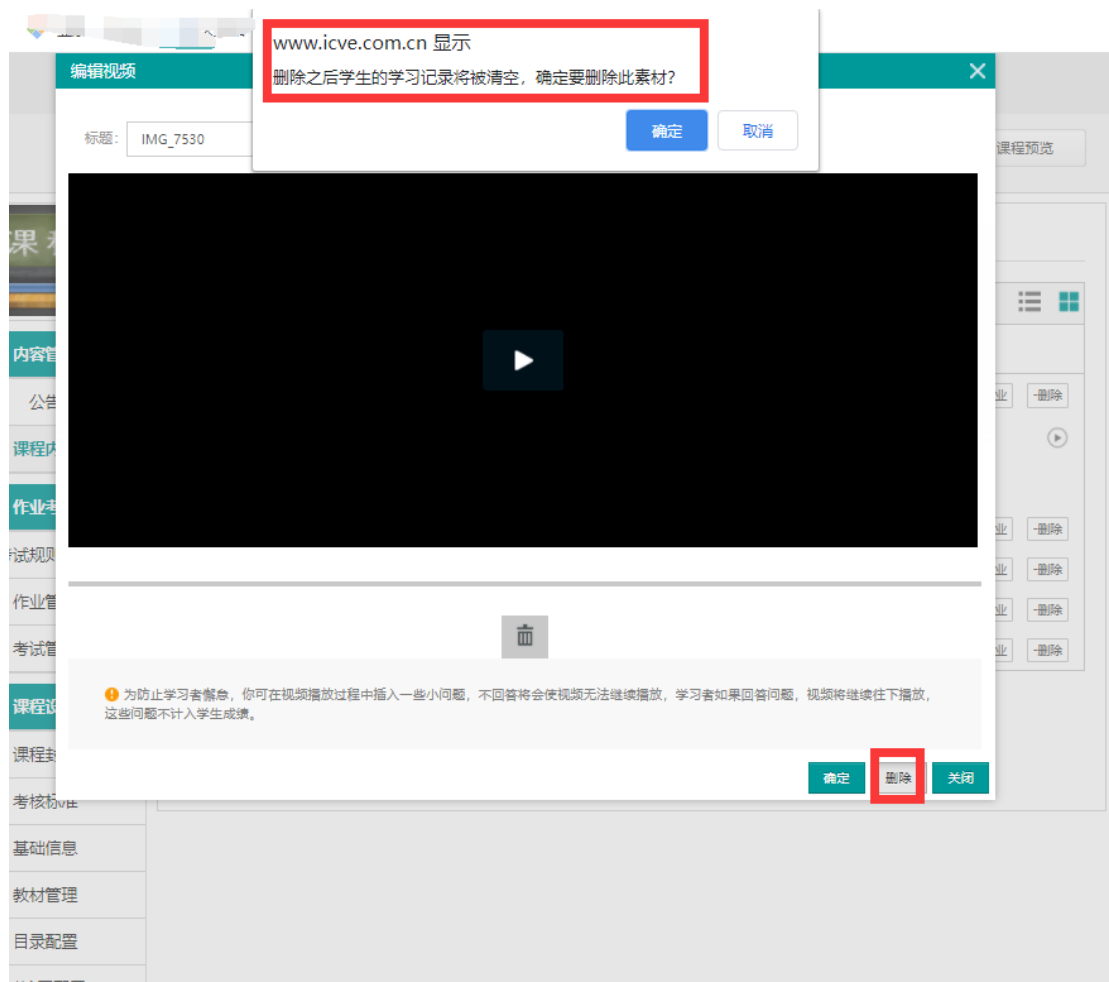 www.icve.com.cn 显示
删除之后学生的学习记录将被清空，确定要删除此素材？
确定
取消
编辑视频
标题：
IMG_7530
课程预览
内容管
公告
课程内
作业考
试规则
作业管
考试管
课程设
课程封
考核标准
基础信息
教材管理
目录配置
业
-删除
业
-删除
业
-删除
业
-删除
业
-删除
为防止学习者懈怠，你可在视频播放过程中插入一些小问题，不回答将会使视频无法继续播放，学习者如果回答问题，视频将继续往下播放，
这些问题不计入学生成绩。
确定
删除
关闭